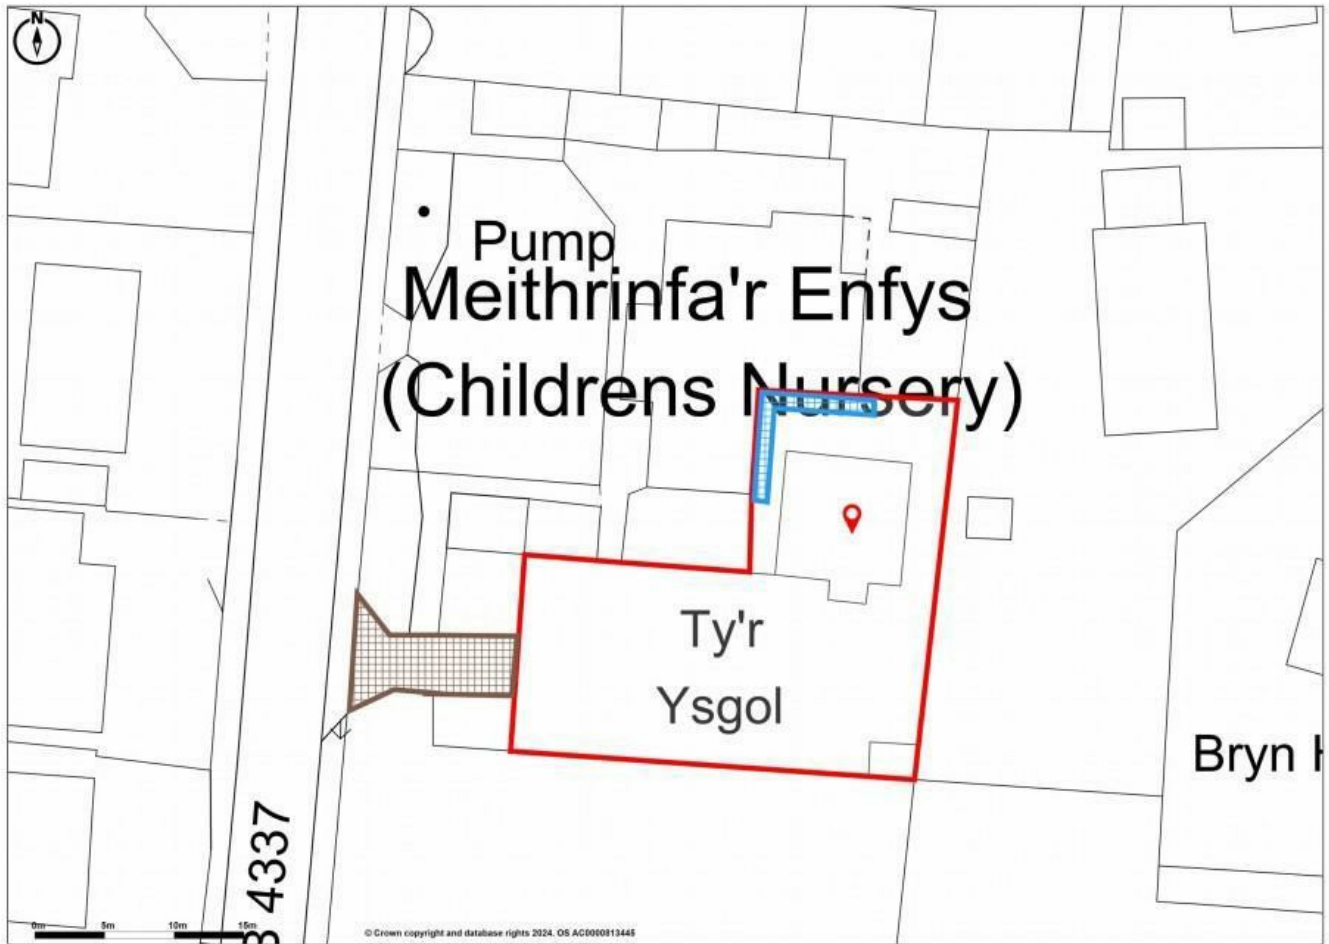 N
Pump
Meithrinfa'r Enfys
(Childrens Nursery)
Ty'r
Ysgol
Bryn
4337
0m 5m 10m 15m
© Crown copyright and database rights 2024. OS AC0000813445